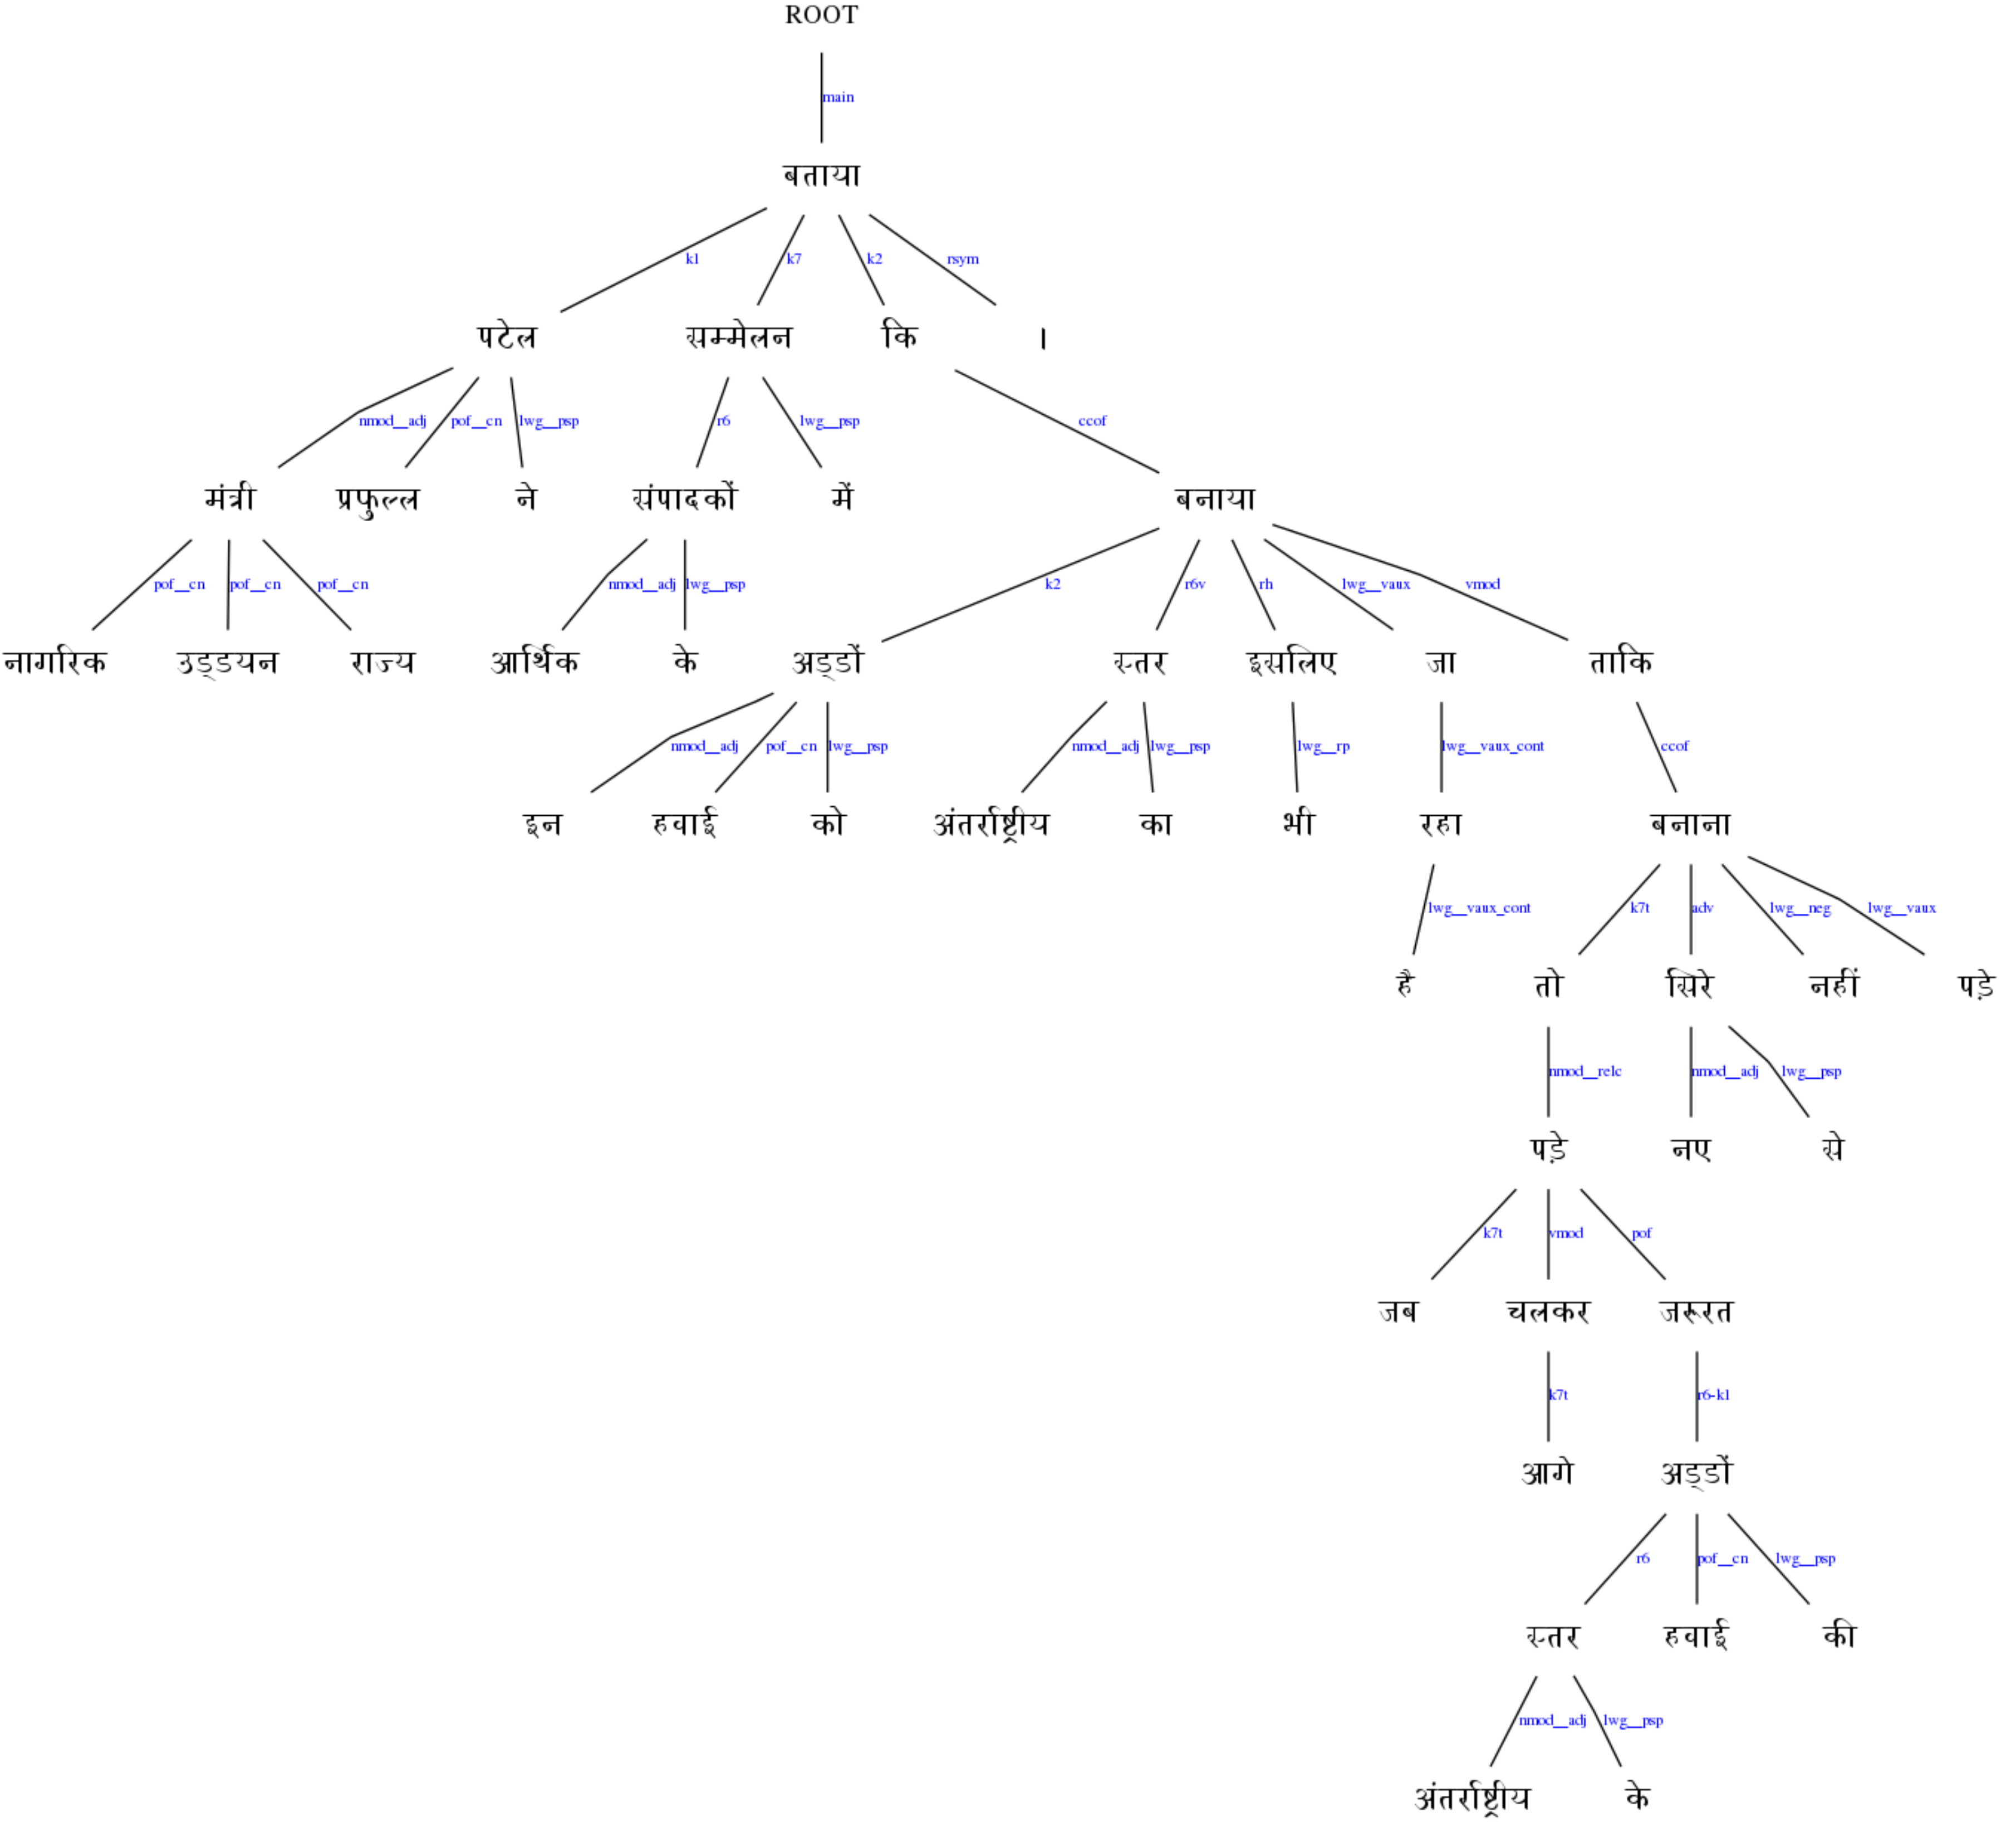 ROOT
main
बताया
k1 k7 k2 rsym
पटेल सम्मेलन कि ।
nmod__adj pof__cn lwg__psp r6 lwg__psp ccof
मंत्री प्रफुल्ल ने संपादकों में बनाया
pof__cn pof__cn pof__cn nmod__adj lwg__psp k2 r6v rh lwg__vaux vmod
नागरिक उड्डयन राज्य आर्थिक के अड्डों स्तर इसलिए जा ताकि
nmod__adj pof__cn lwg__psp nmod__adj lwg__psp lwg__rp lwg__vaux_cont ccof
इन हवाई को अंतर्राष्ट्रीय का भी रहा बनाना
lwg__vaux_cont k7t adv lwg__neg lwg__vaux
है तो सिरे नहीं पड़े
nmod__relc nmod__adj lwg__psp
पड़े नए से
k7t vmod pof
जब चलकर जरूरत
k7t r6-k1
आगे अड्डों
r6 pof__cn lwg__psp
स्तर हवाई की
nmod__adj lwg__psp
अंतर्राष्ट्रीय के